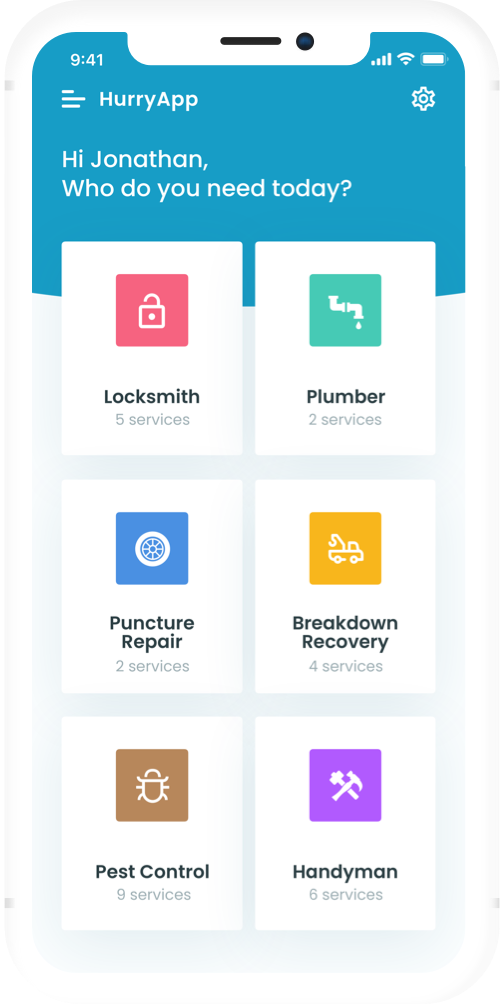 9:41
HurryApp
Hi Jonathan,
Who do you need today?
Locksmith
5 services
Plumber
2 services
Puncture
Repair
2 services
Breakdown
Recovery
4 services
Pest Control
9 services
Handyman
6 services